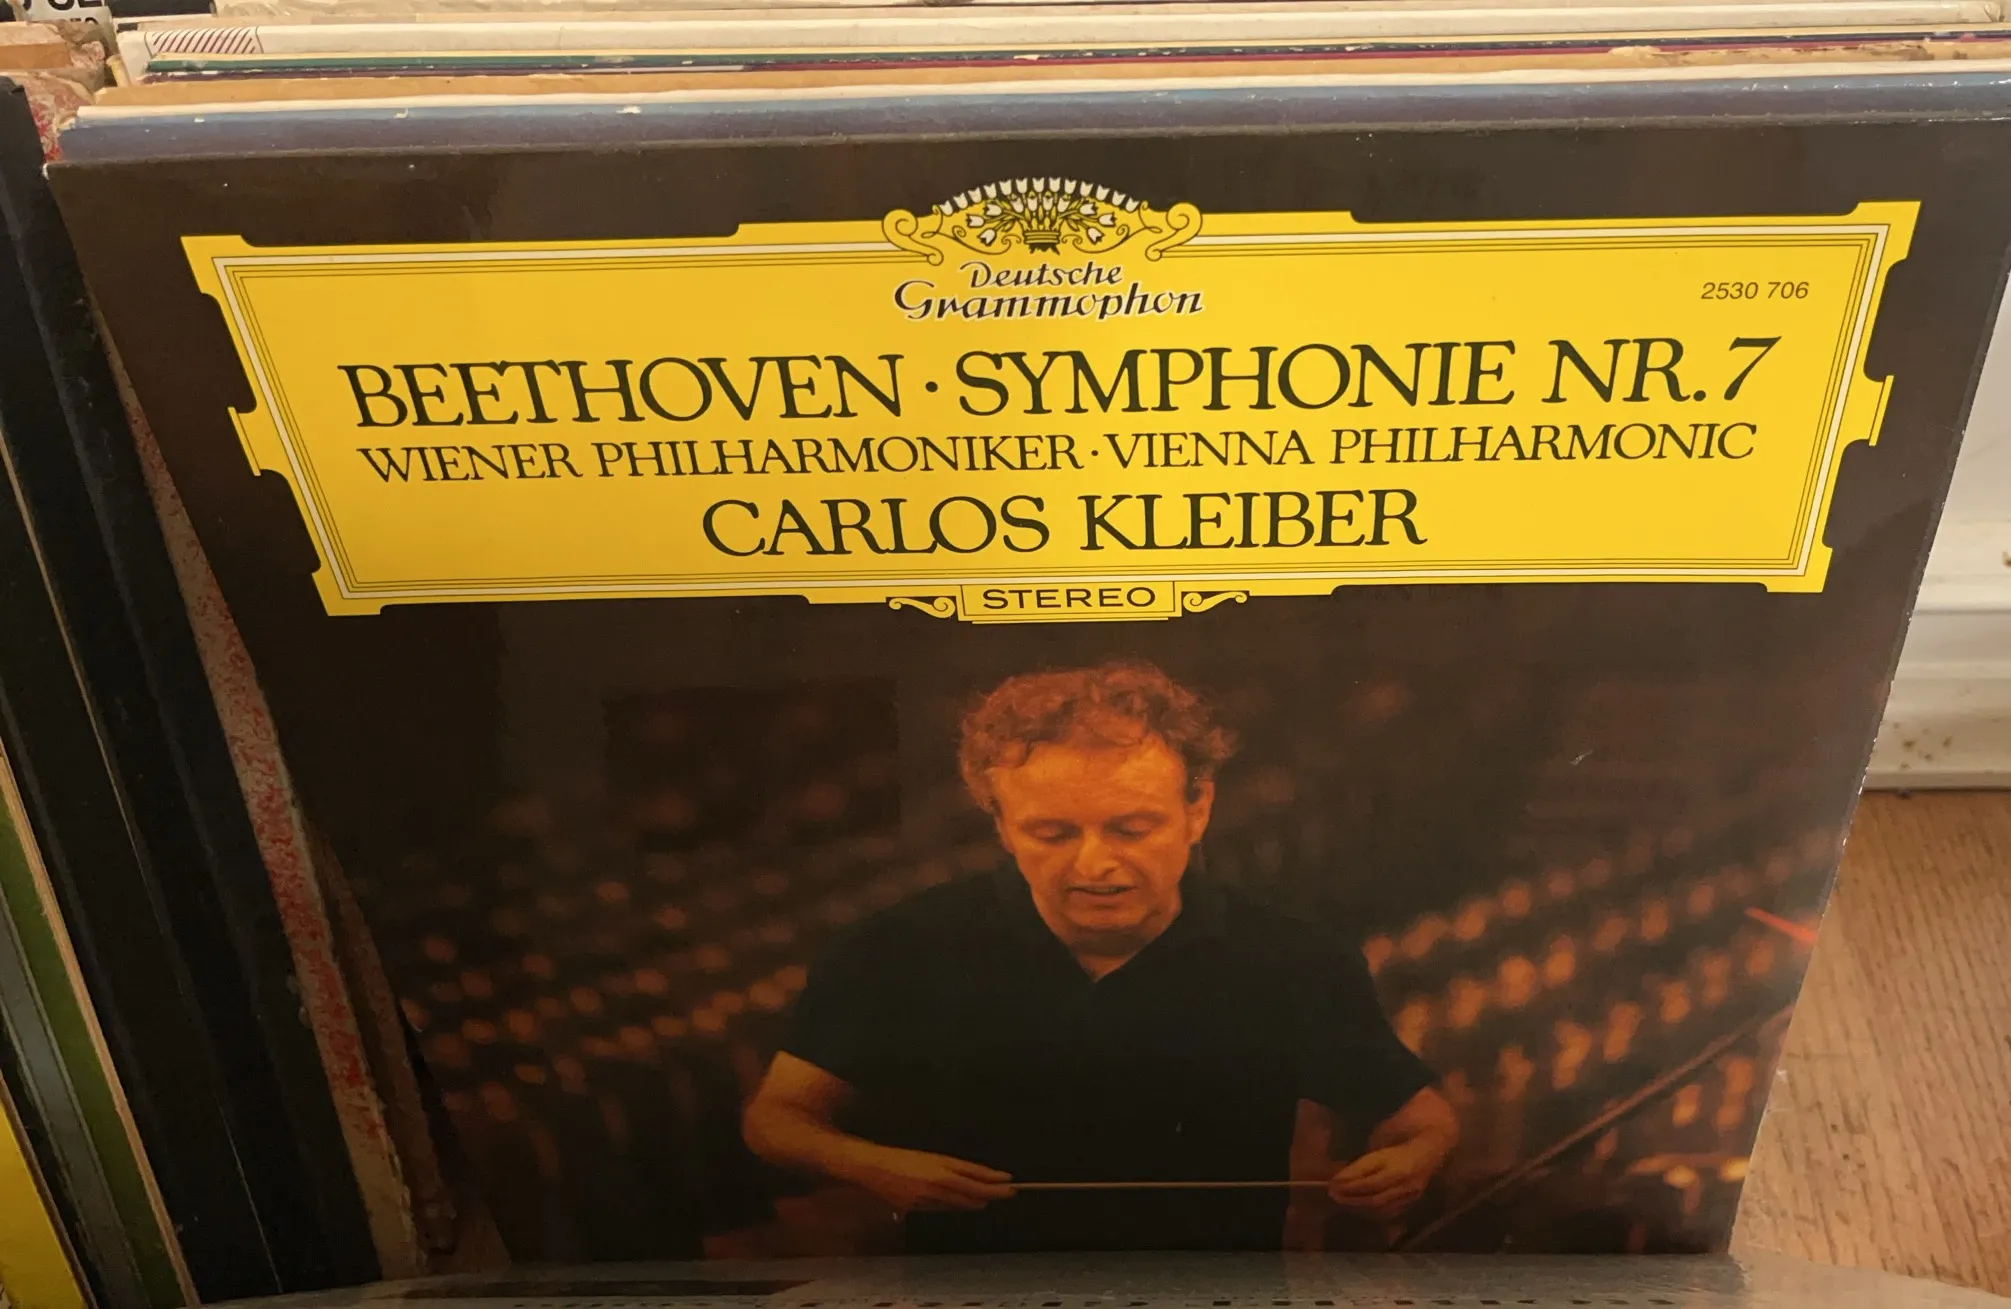 Deutsche
Grammophon
2530 706
BEETHOVEN · SYMPHONIE NR. 7
WIENER PHILHARMONIKER · VIENNA PHILHARMONIC
CARLOS KLEIBER
STEREO